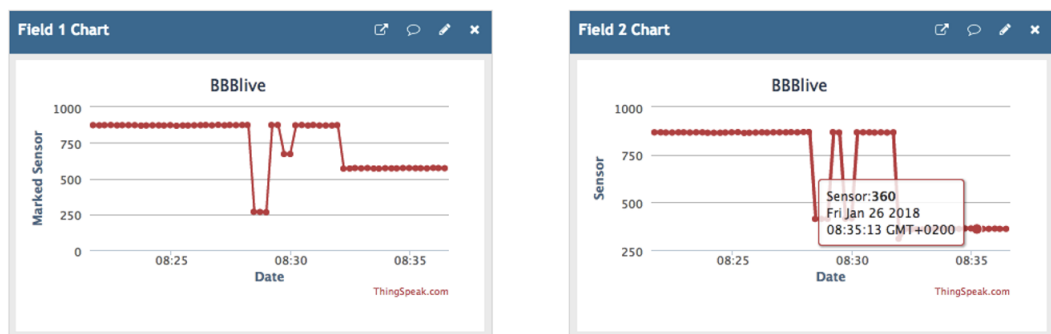 Field 1 Chart
BBBlive
1000
750
500
250
0
Marked Sensor
08:25
08:30
08:35
Date
ThingSpeak.com
Field 2 Chart
BBBlive
1000
750
500
250
Sensor
Sensor:360
Fri Jan 26 2018
08:35:13 GMT+0200
08:25
08:30
08:35
Date
ThingSpeak.com